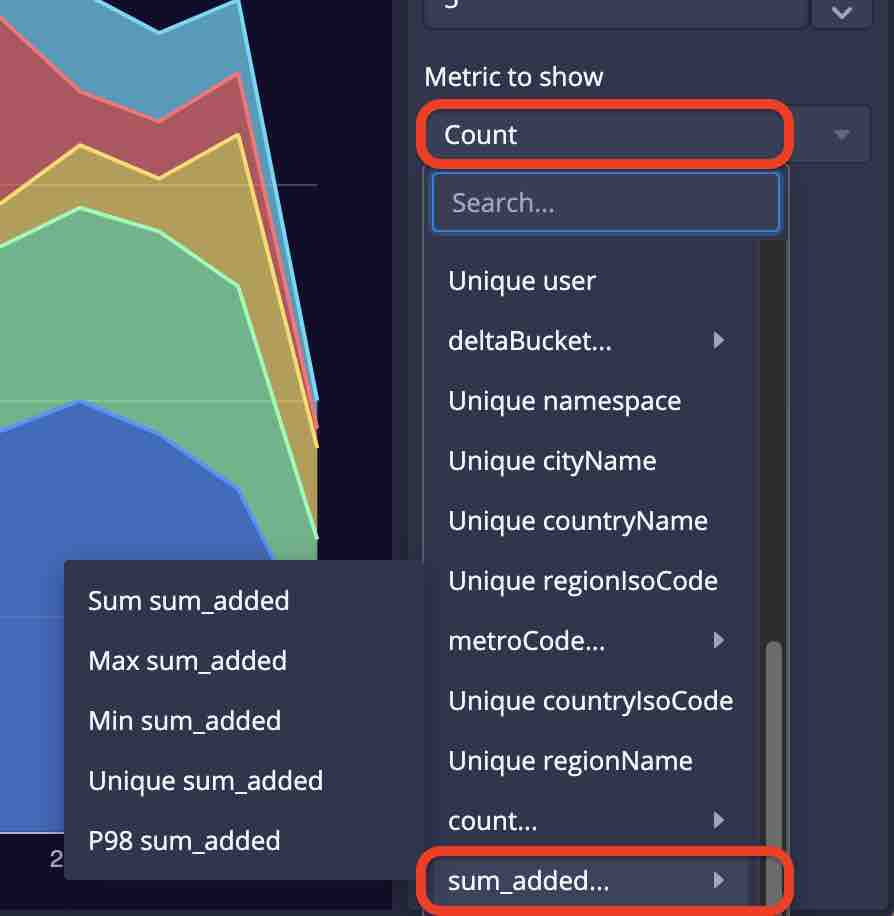 Metric to show
Count
Search...
Unique user
deltaBucket...
Unique namespace
Unique cityName
Unique countryName
Unique regionIsoCode
metroCode...
Unique countryIsoCode
Unique regionName
count...
sum_added...
Sum sum_added
Max sum_added
Min sum_added
Unique sum_added
P98 sum_added
2